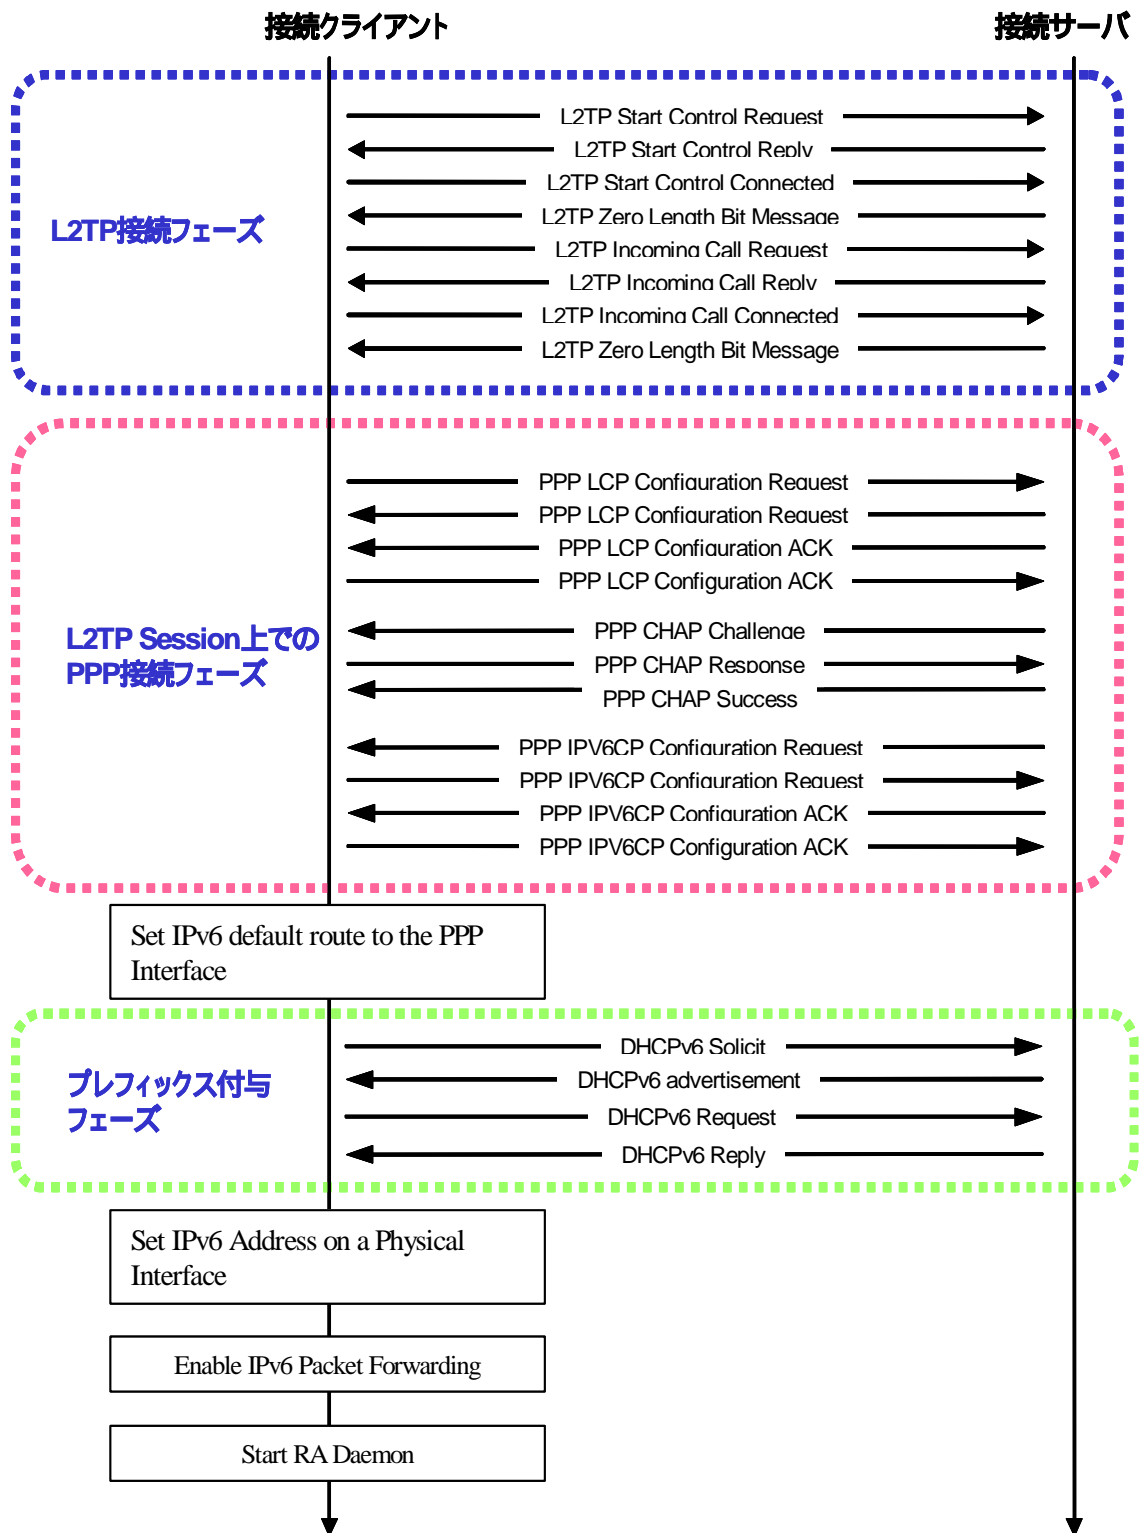 接続クライアント
接続サーバ
L2TP Start Control Request
L2TP Start Control Reply
L2TP Start Control Connected
L2TP Zero Length Bit Message
L2TP接続フェーズ
L2TP Incoming Call Request
L2TP Incoming Call Reply
L2TP Incoming Call Connected
L2TP Zero Length Bit Message
PPP LCP Configuration Request
PPP LCP Configuration Request
PPP LCP Configuration ACK
PPP LCP Configuration ACK
L2TP Session上での
PPP接続フェーズ
PPP CHAP Challenge
PPP CHAP Response
PPP CHAP Success
PPP IPV6CP Configuration Request
PPP IPV6CP Configuration Request
PPP IPV6CP Configuration ACK
PPP IPV6CP Configuration ACK
Set IPv6 default route to the PPP
Interface
プレフィックス付与
フェーズ
DHCPv6 Solicit
DHCPv6 advertisement
DHCPv6 Request
DHCPv6 Reply
Set IPv6 Address on a Physical
Interface
Enable IPv6 Packet Forwarding
Start RA Daemon